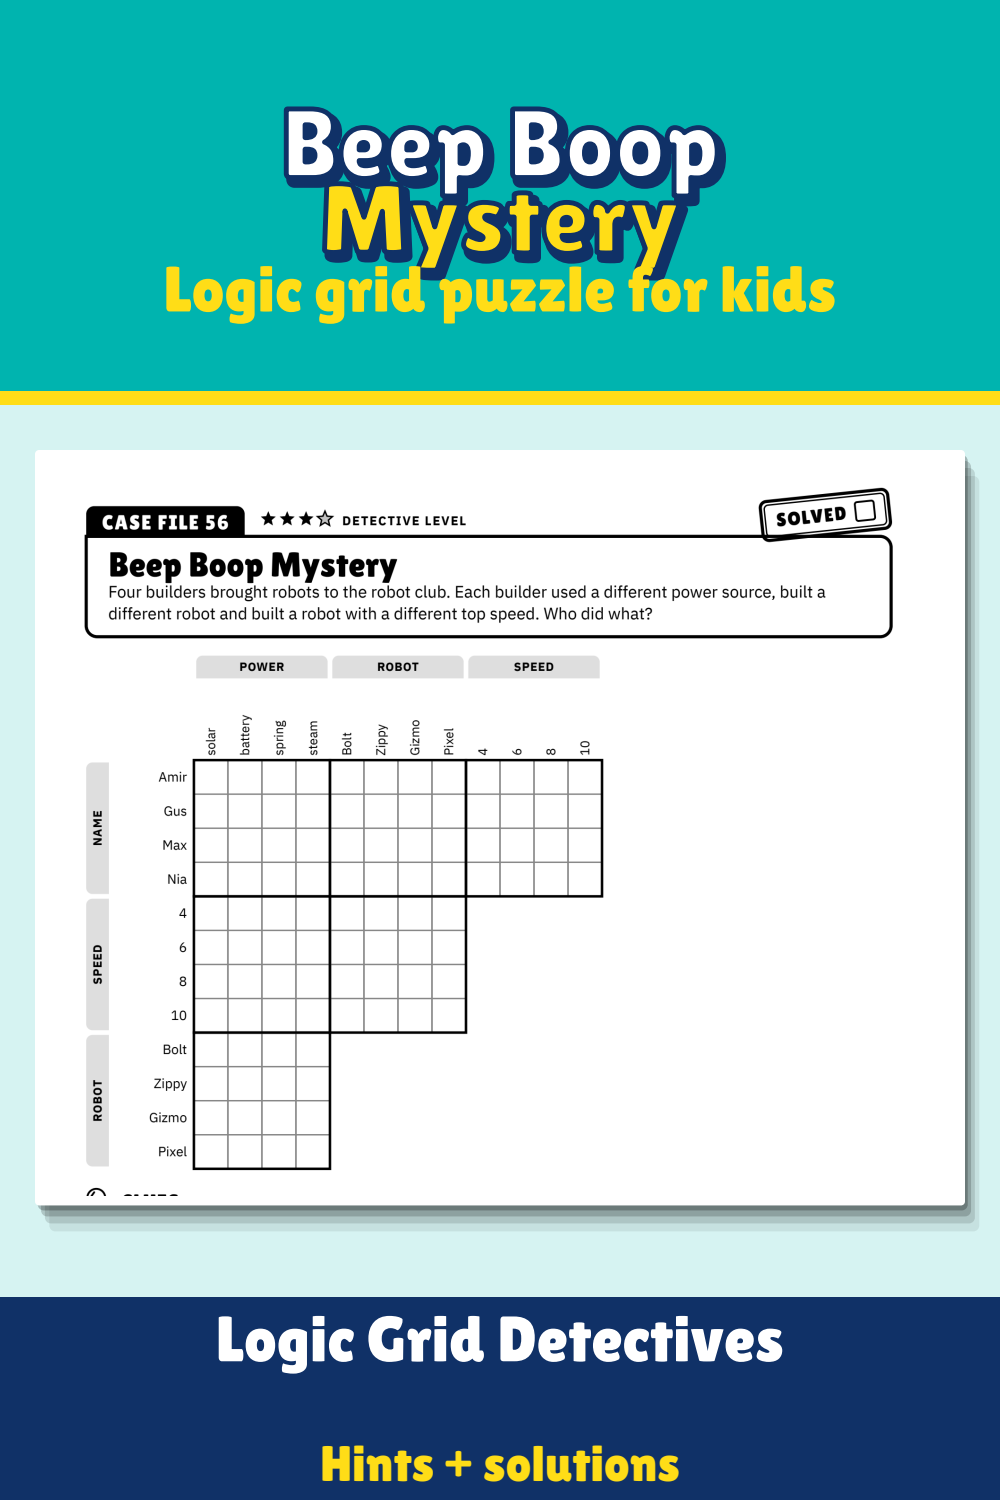 Beep Boop
Mystery
Logic grid puzzle for kids
CASE FILE 56
DETECTIVE LEVEL
SOLVED
Beep Boop Mystery
Four builders brought robots to the robot club. Each builder used a different power source, built a
different robot and built a robot with a different top speed. Who did what?
POWER ROBOT SPEED
solar battery spring steam Bolt Zippy Gizmo Pixel 4 6 8 10
NAME
Amir
Gus
Max
Nia
SPEED
4
6
8
10
ROBOT
Bolt
Zippy
Gizmo
Pixel
Logic Grid Detectives
Hints + solutions